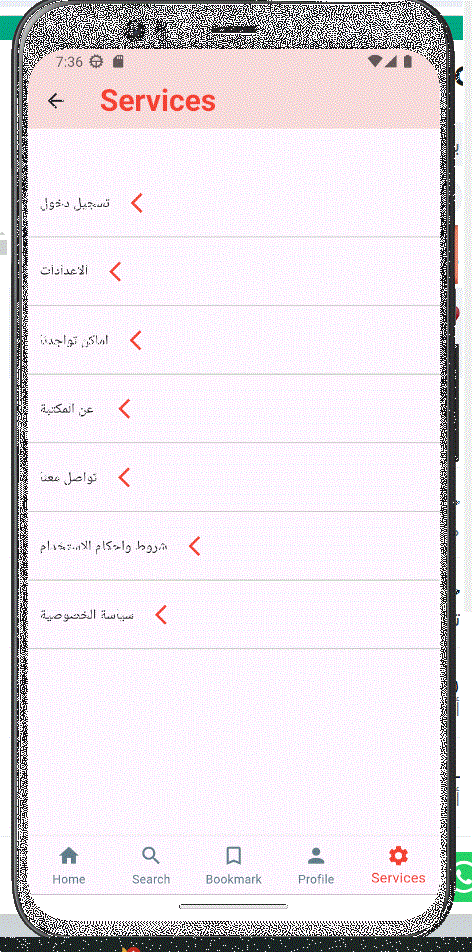 7:36
Services
تسجيل دخول
الاعدادات
اماكن تواجدنا
عن المكتبة
تواصل معنا
شروط واحكام الاستخدام
سياسة الخصوصية
Home
Search
Bookmark
Profile
Services